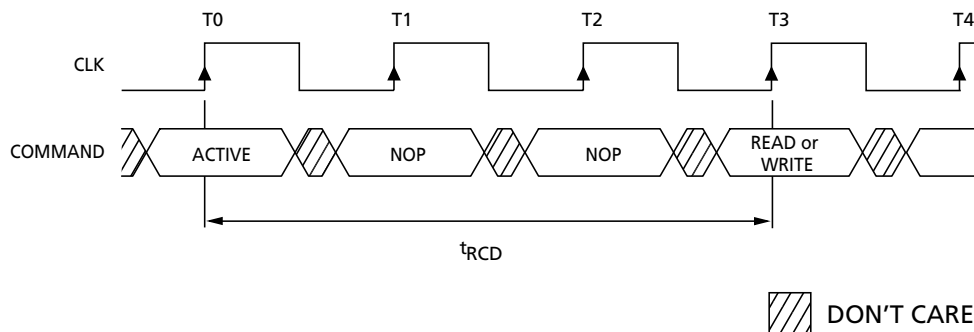 T0 T1 T2 T3 T4
CLK
COMMAND ACTIVE NOP NOP READ or
WRITE
tRCD
DON'T CARE